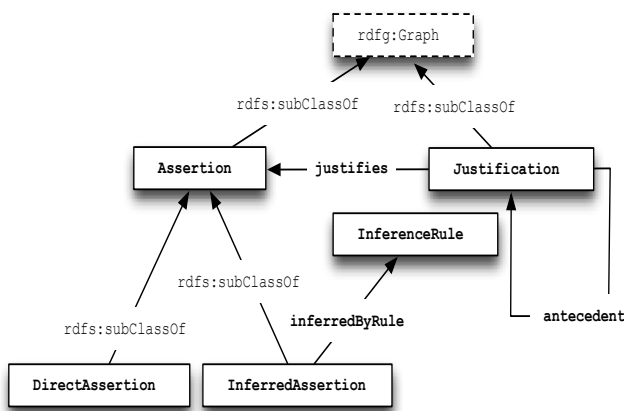 rdfg:Graph
rdfs:subClassOf
rdfs:subClassOf
Assertion
justifies
Justification
InferenceRule
rdfs:subClassOf
inferredByRule
antecedent
rdfs:subClassOf
DirectAssertion
InferredAssertion